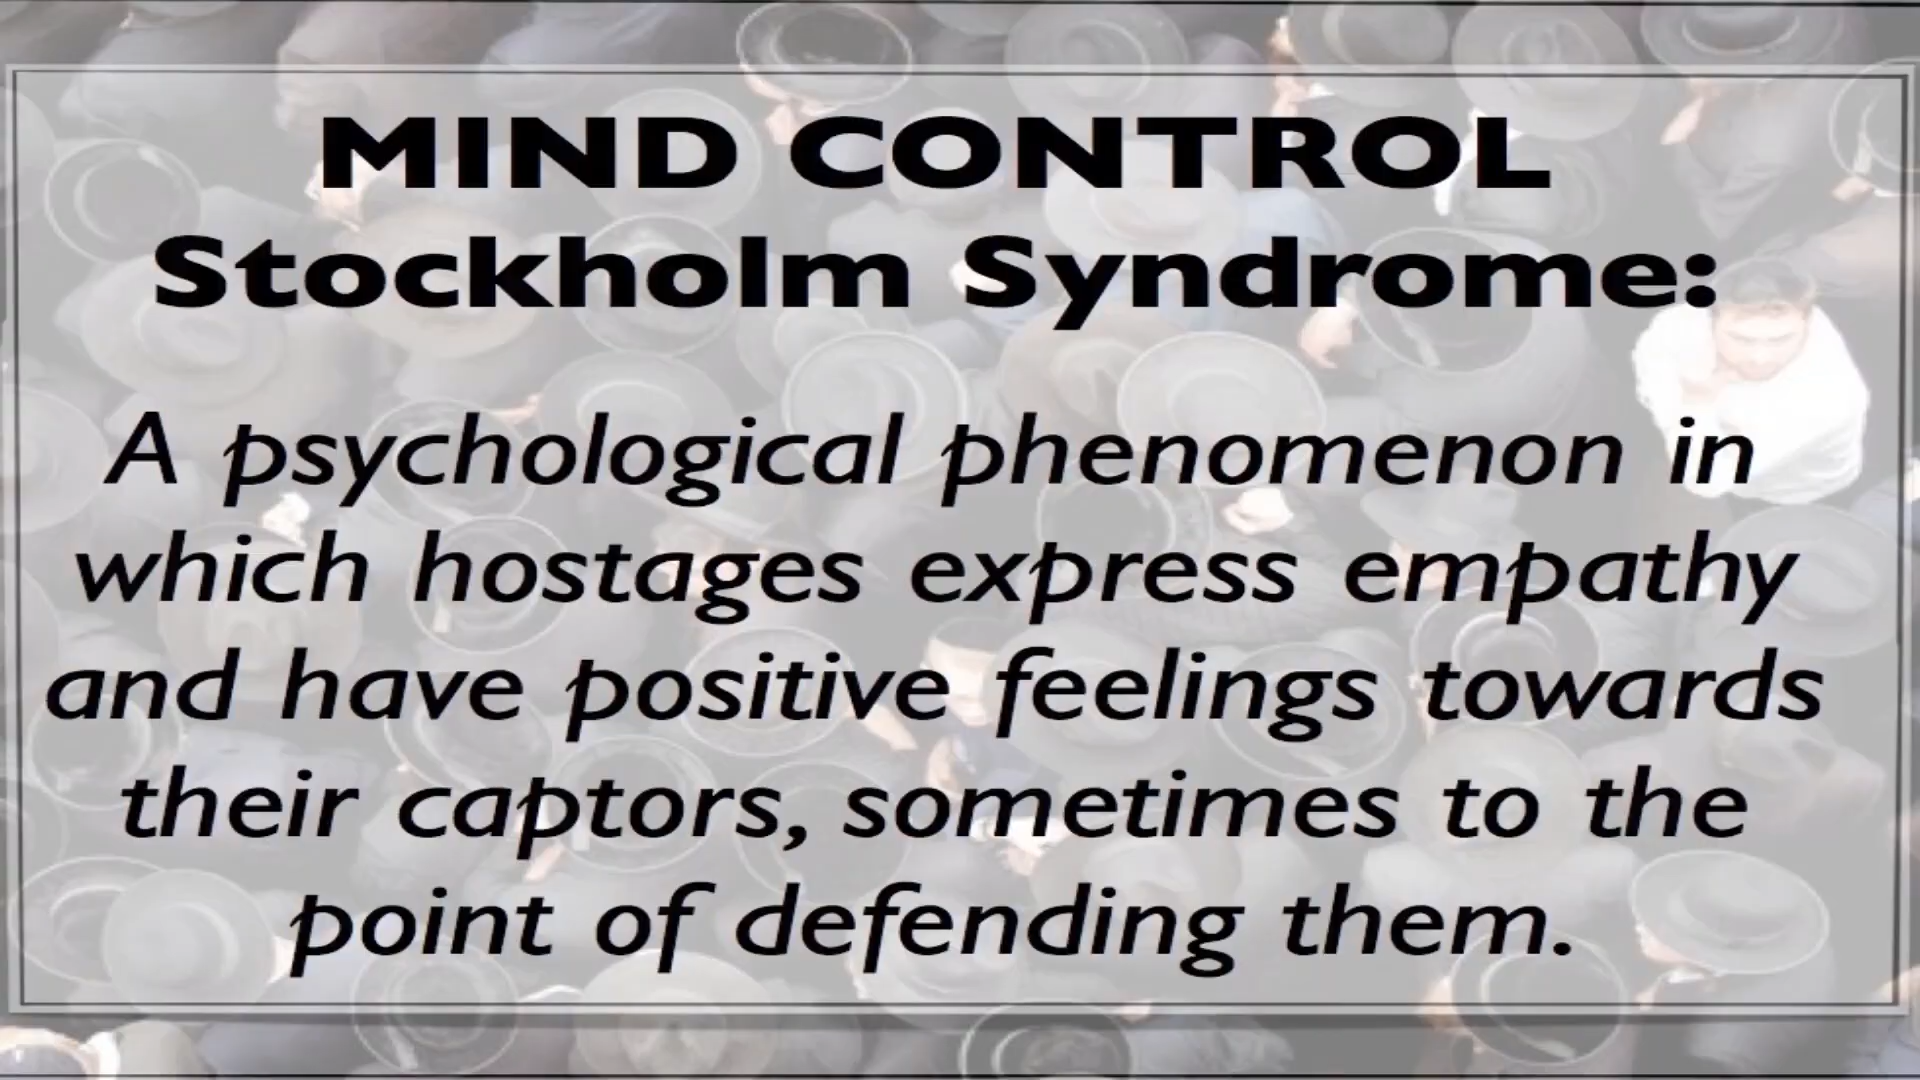 MIND CONTROL
Stockholm Syndrome:
A psychological phenomenon in
which hostages express empathy
and have positive feelings towards
their captors, sometimes to the
point of defending them.